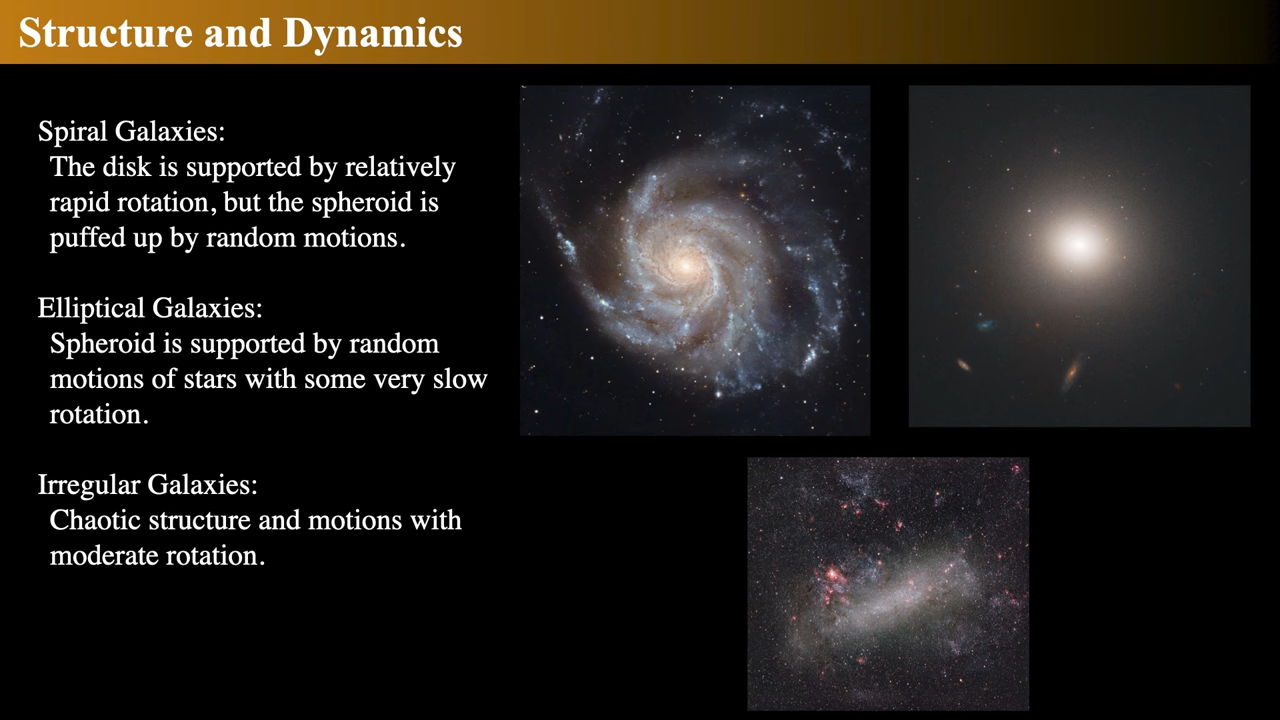 Structure and Dynamics
Spiral Galaxies:
The disk is supported by relatively
rapid rotation, but the spheroid is
puffed up by random motions.
Elliptical Galaxies:
Spheroid is supported by random
motions of stars with some very slow
rotation.
Irregular Galaxies:
Chaotic structure and motions with
moderate rotation.